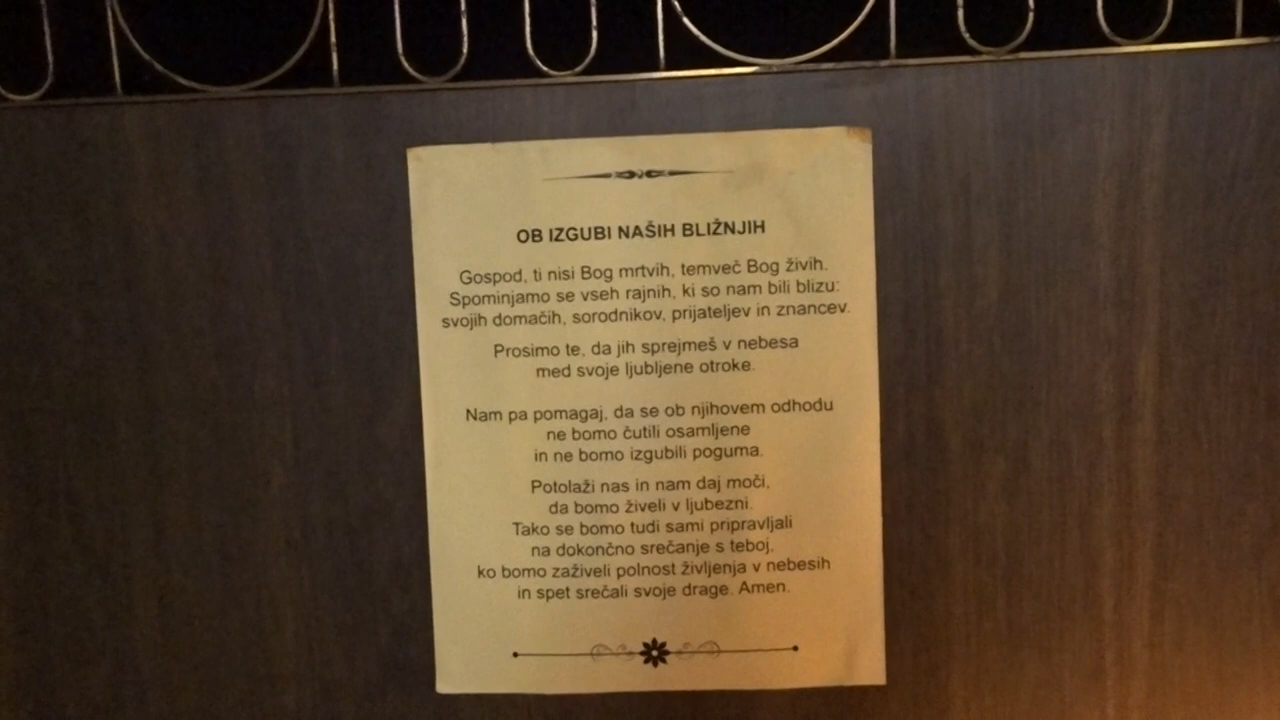 OB IZGUBI NAŠIH BLIŽNJIH
Gospod, ti nisi Bog mrtvih, temveč Bog živih.
Spominjamo se vseh rajnih, ki so nam bili blizu:
svojih domačih, sorodnikov, prijateljev in znancev.
Prosimo te, da jih sprejmeš v nebesa
med svoje ljubljene otroke.
Nam pa pomagaj, da se ob njihovem odhodu
ne bomo čutili osamljene
in ne bomo izgubili poguma.
Potolaži nas in nam daj moči,
da bomo živeli v ljubezni.
Tako se bomo tudi sami pripravljali
na dokončno srečanje s teboj,
ko bomo zaživeli polnost življenja v nebesih
in spet srečali svoje drage. Amen.